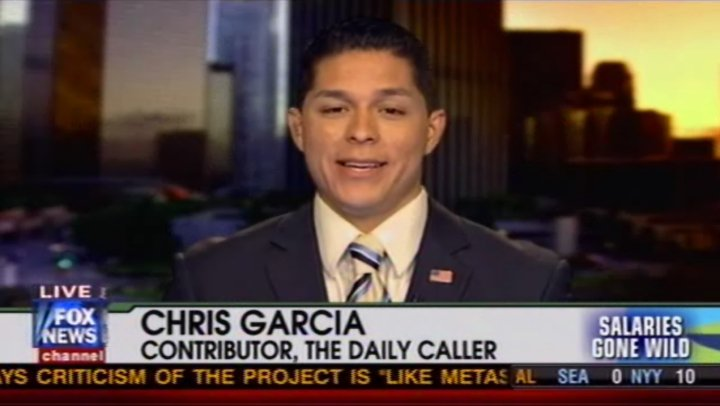 LIVE
FOX
NEWS
channel
CHRIS GARCIA
CONTRIBUTOR, THE DAILY CALLER
SALARIES
GONE WILD
AYS CRITICISM OF THE PROJECT IS "LIKE METAS
AL SEA 0 NYY 10